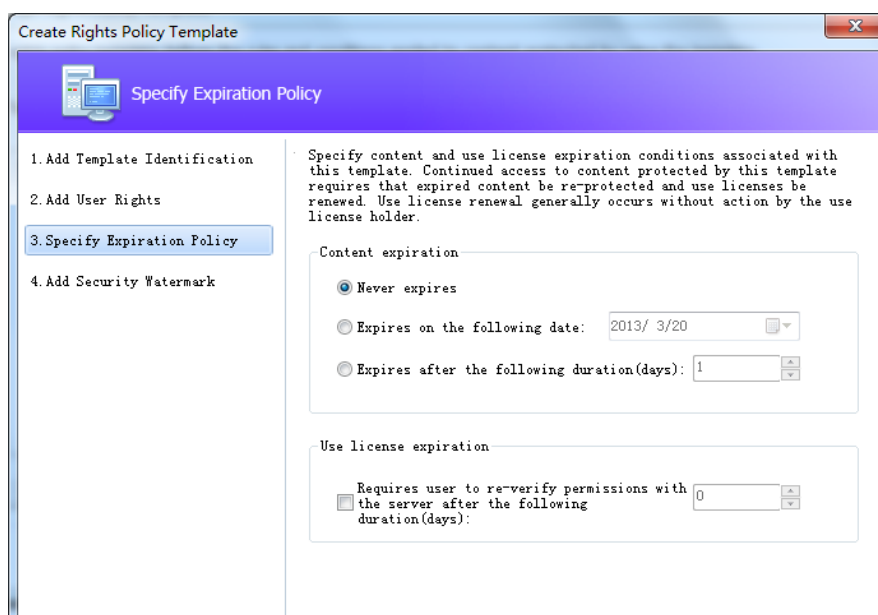 Create Rights Policy Template
Specify Expiration Policy
1.Add Template Identification
2.Add User Rights
3.Specify Expiration Policy
4.Add Security Watermark
Specify content and use license expiration conditions associated with
this template. Continued access to content protected by this template
requires that expired content be re-protected and use licenses be
renewed. Use license renewal generally occurs without action by the use
license holder.
Content expiration
Never expires
Expires on the following date: 2013/ 3/20
Expires after the following duration(days): 1
Use license expiration
Requires user to re-verify permissions with 0
the server after the following
duration(days):